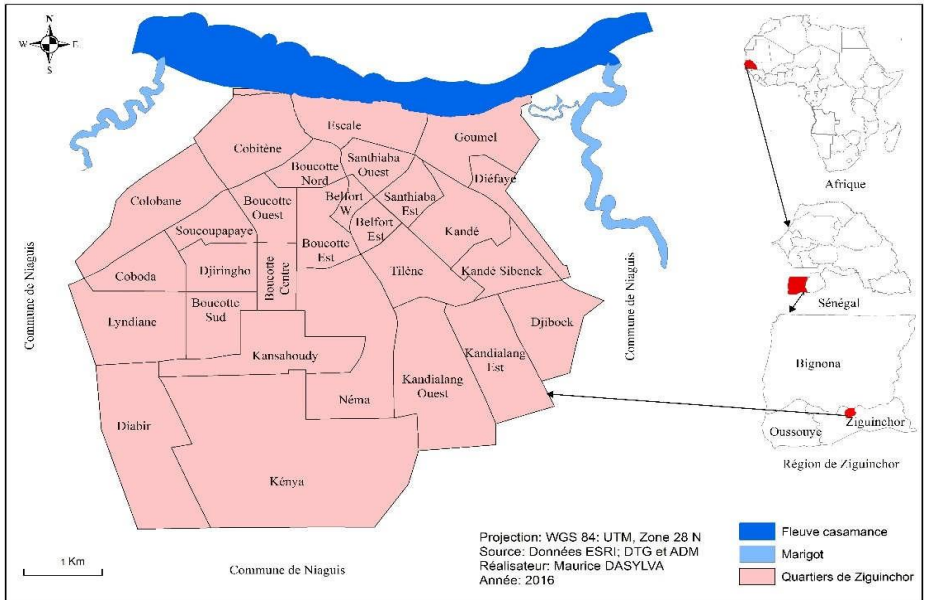 N
W
E
S
Escale
Goumel
Cobitène
Santhiaba
Ouest
Boucotte
Nord
Diéfaye
Colobane
Boucotte
Ouest
Belfort
W
Santhiaba
Est
Soucoupapaye
Belfort
Est
Kandé
Boucotte
Est
Coboda
Djiringho
Boucotte
Centre
Tilène
Kandé Sibenck
Lyndiane
Boucotte
Sud
Djibock
Kansahoudy
Kandialang
Est
Kandialang
Ouest
Néma
Diabir
Kénya
Commune de Niaguis
Commune de Niaguis
Commune de Niaguis
1 Km
Afrique
Sénégal
Bignona
Ziguinchor
Oussouye
Région de Ziguinchor
Projection: WGS 84: UTM, Zone 28 N
Source: Données ESRI; DTG et ADM
Réalisateur: Maurice DASYLVA
Année: 2016
Fleuve casamance
Marigot
Quartiers de Ziguinchor